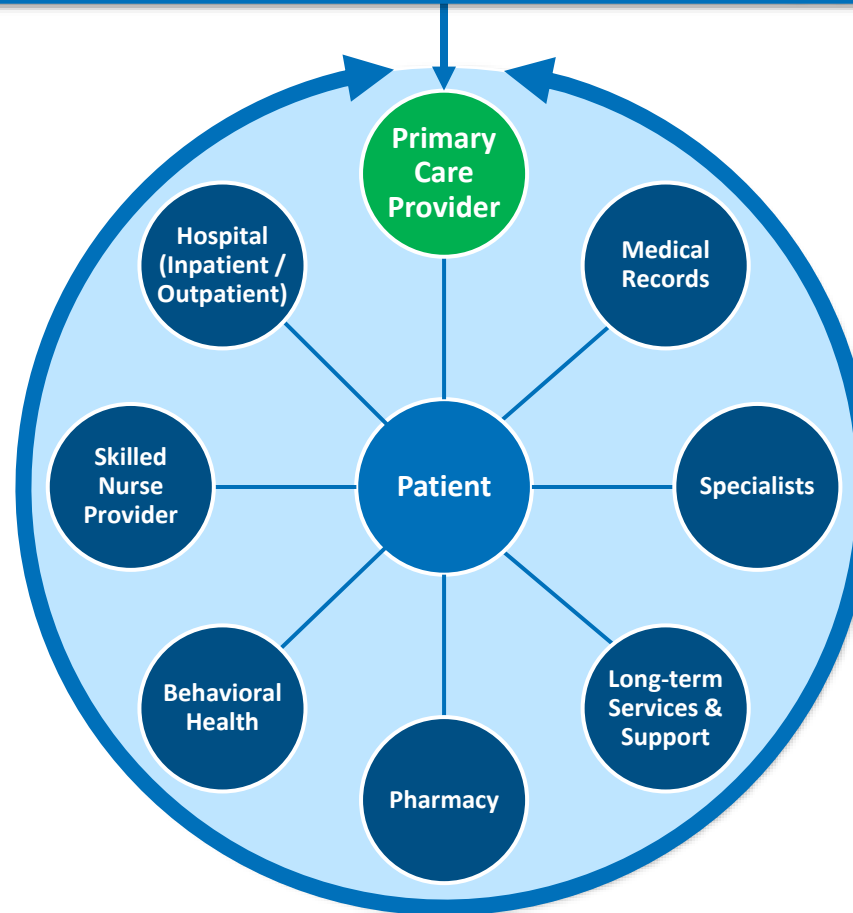 Primary
Care
Provider
Hospital
(Inpatient /
Outpatient)
Medical
Records
Skilled
Nurse
Provider
Patient
Specialists
Behavioral
Health
Long-term
Services &
Support
Pharmacy